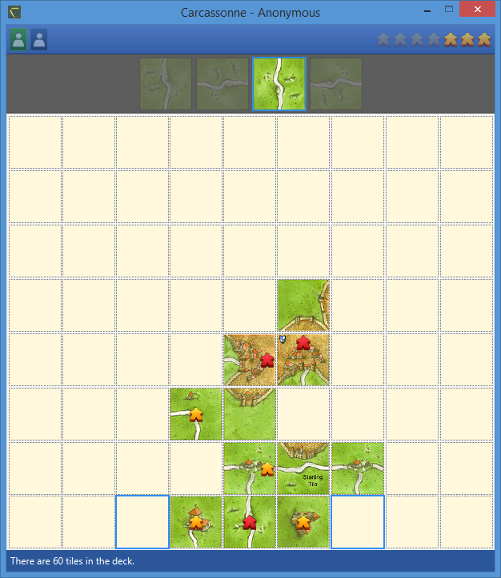 Carcassonne - Anonymous
Starting
Tile
There are 60 tiles in the deck.